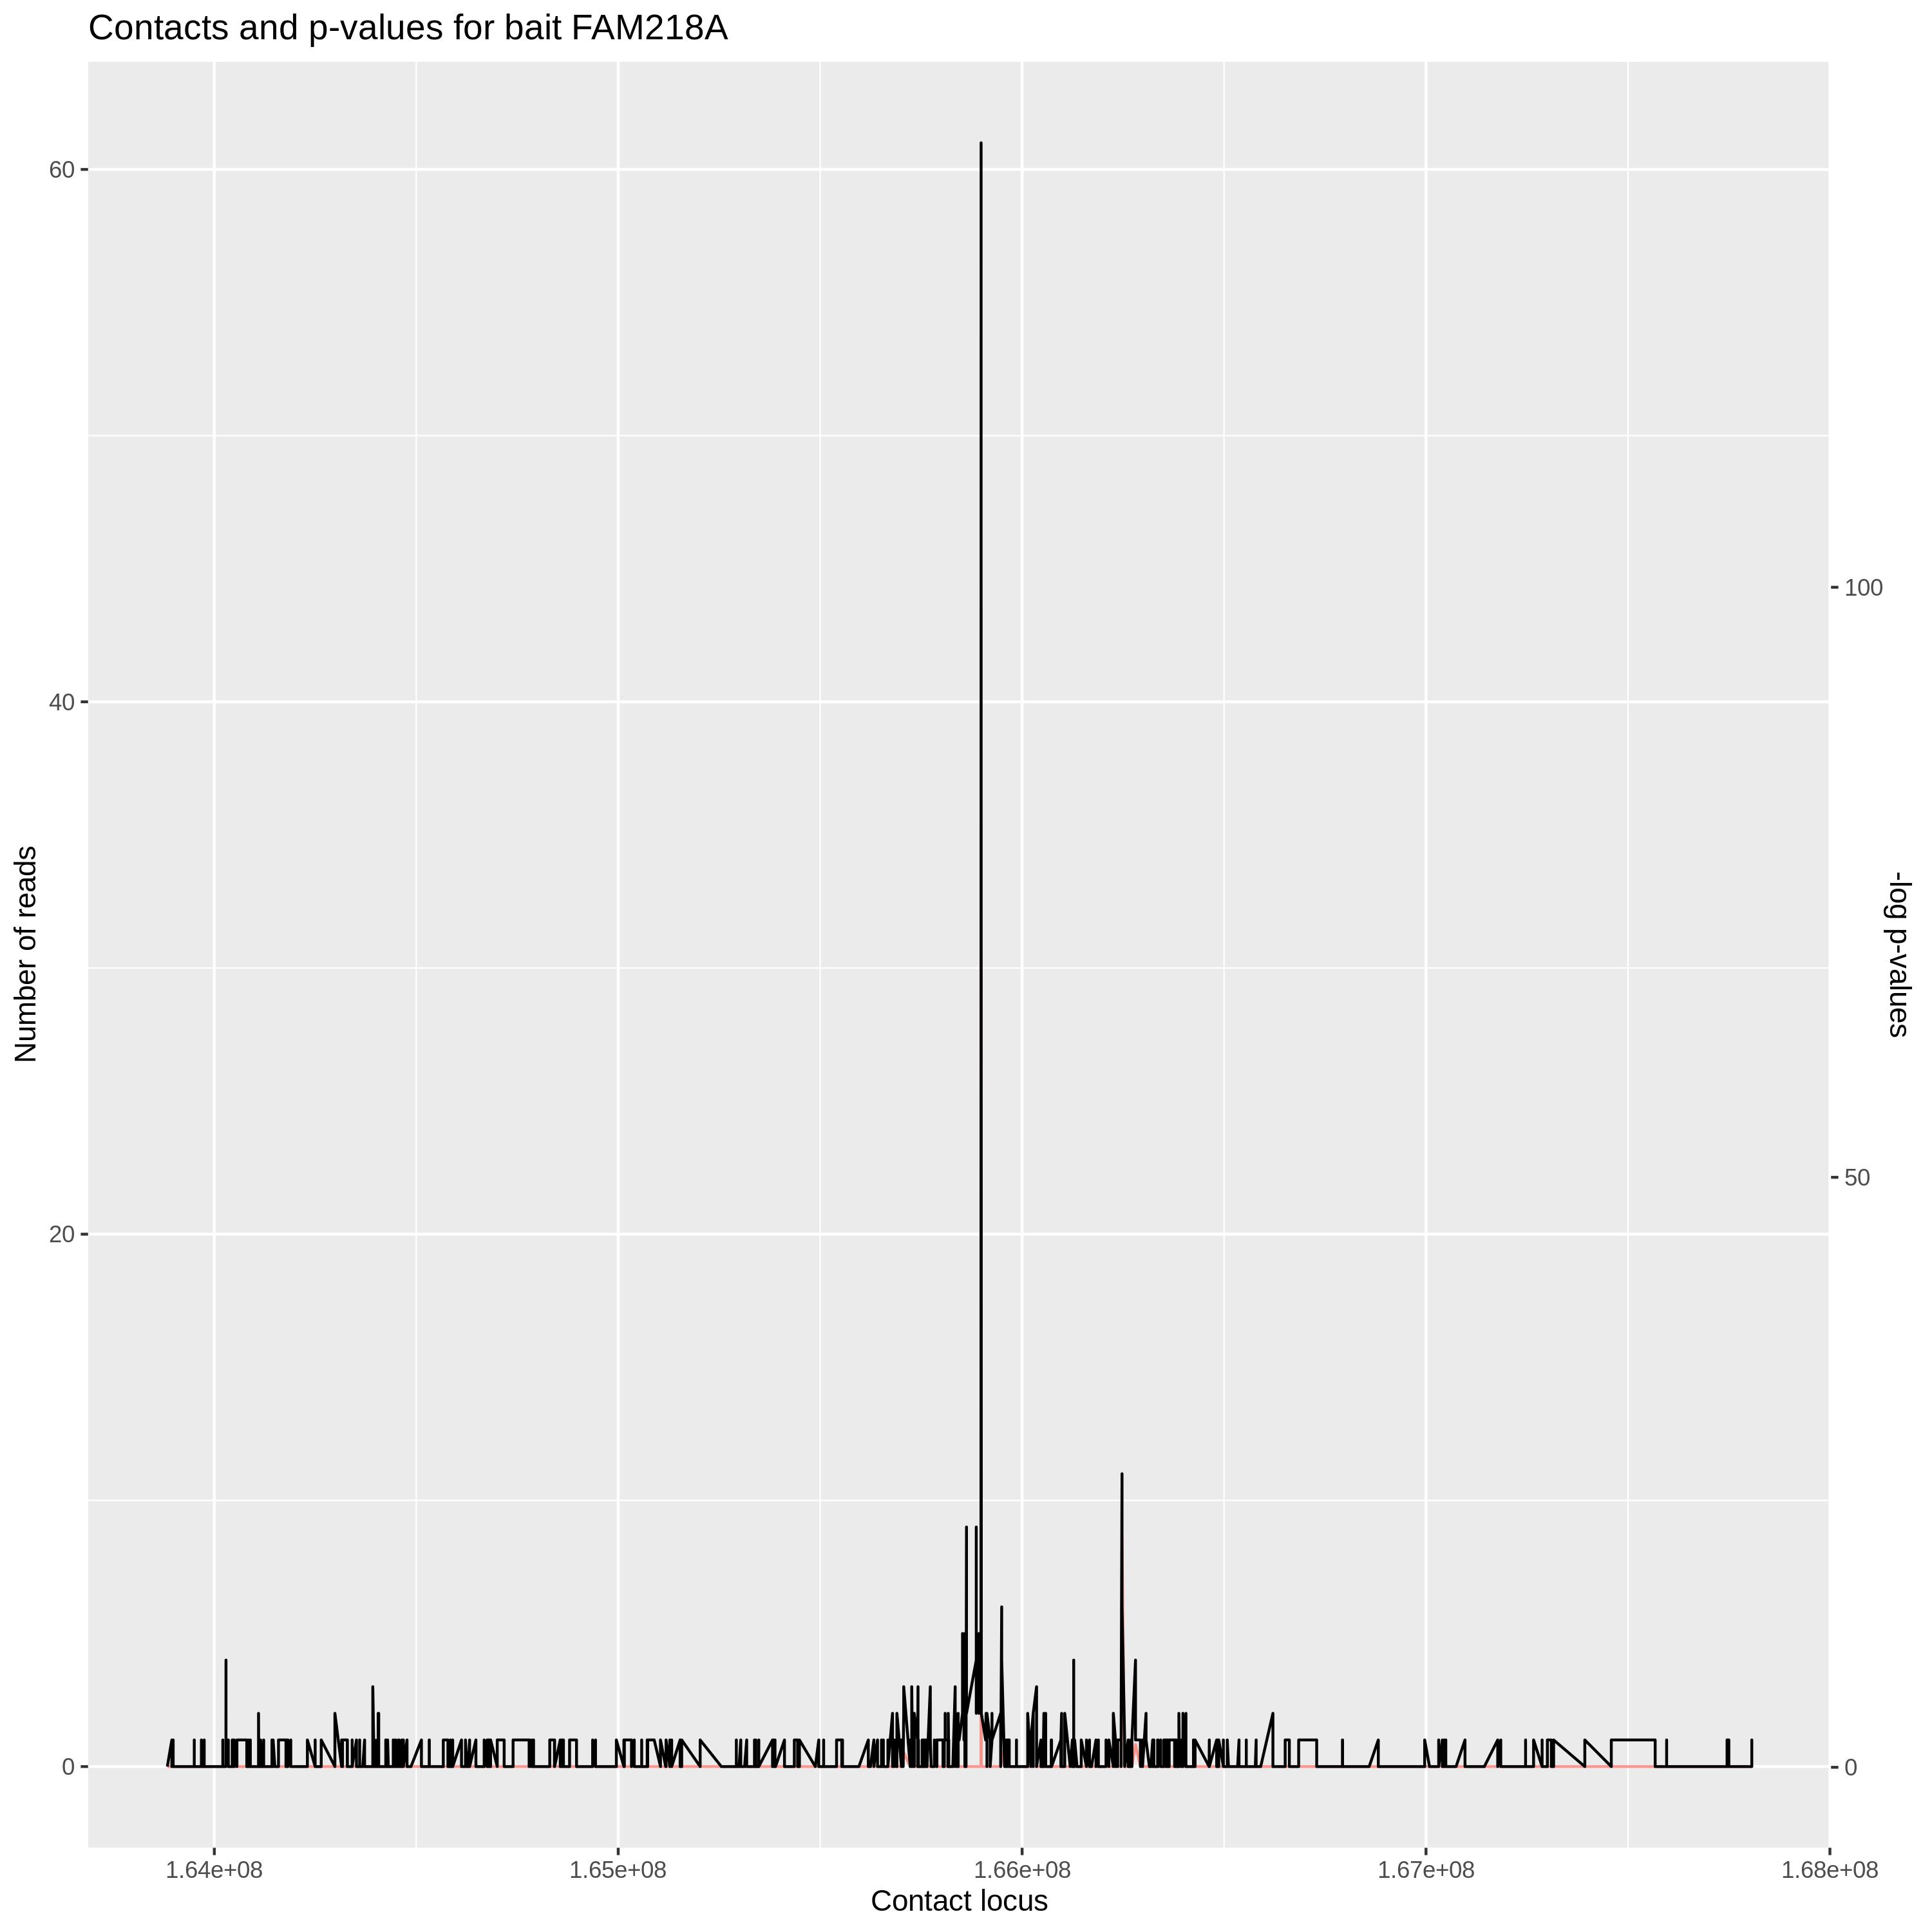 Contacts and p-values for bait FAM218A
60
40
20
0
Number of reads
100
50
0
-log p-values
1.64e+08
1.65e+08
1.66e+08
1.67e+08
1.68e+08
Contact locus